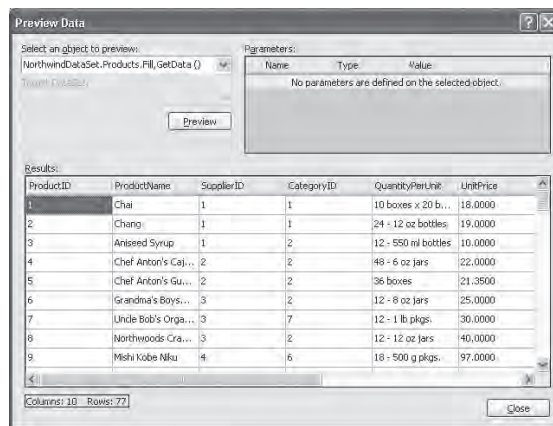 Preview Data
Select an object to preview:
NorthwindDataSet.Products.Fill,GetData ()
Preview
Parameters:
Name Type Value
No parameters are defined on the selected object.
Results:
ProductID ProductName SupplierID CategoryID QuantityPerUnit UnitPrice
1 Chai 1 1 10 boxes x 20 b... 18.0000
2 Chang 1 1 24 - 12 oz bottles 19.0000
3 Aniseed Syrup 1 2 12 - 550 ml bottles 10.0000
4 Chef Anton's Caj... 2 2 48 - 6 oz jars 22.0000
5 Chef Anton's Gu... 2 2 36 boxes 21.3500
6 Grandma's Boys... 3 2 12 - 8 oz jars 25.0000
7 Uncle Bob's Orga... 3 7 12 - 1 lb pkgs. 30.0000
8 Northwoods Cra... 3 2 12 - 12 oz jars 40.0000
9 Mishi Kobe Niku 4 6 18 - 500 g pkgs. 97.0000
Columns: 10 Rows: 77
Close